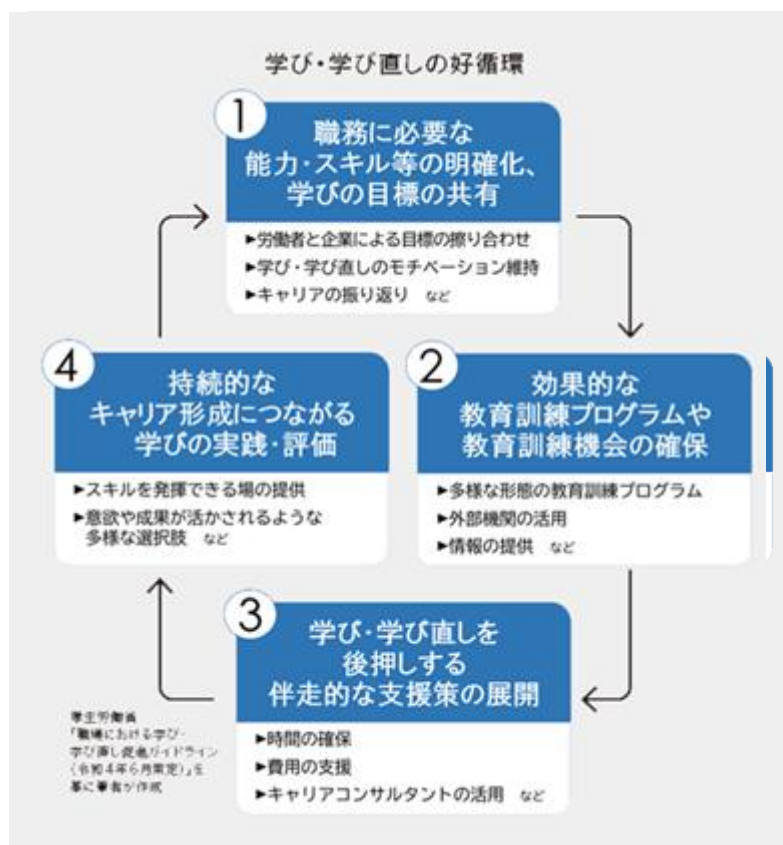 学び・学び直しの好循環
1
職務に必要な
能力・スキル等の明確化、
学びの目標の共有
▶労働者と企業による目標の擦り合わせ
▶学び・学び直しのモチベーション維持
▶キャリアの振り返り など
2
効果的な
教育訓練プログラムや
教育訓練機会の確保
▶多様な形態の教育訓練プログラム
▶外部機関の活用
▶情報の提供 など
3
学び・学び直しを
後押しする
伴走的な支援策の展開
▶時間の確保
▶費用の支援
▶キャリアコンサルタントの活用 など
4
持続的な
キャリア形成につながる
学びの実践・評価
▶スキルを発揮できる場の提供
▶意欲や成果が活かされるような
多様な選択肢 など
厚生労働省
「職場における学び・
学び直し促進ガイドライン
（令和4年6月策定）」を
基に筆者が作成